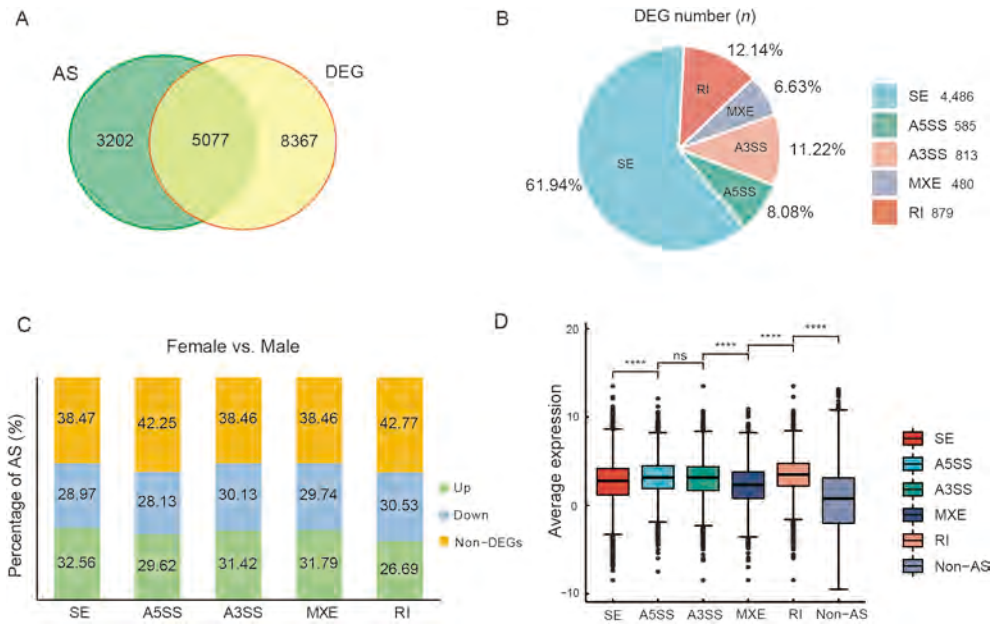 A
AS
DEG
3202
5077
8367
B
DEG number (n)
12.14%
6.63%
11.22%
8.08%
61.94%
RI
MXE
A3SS
A5SS
SE
SE 4,486
A5SS 585
A3SS 813
MXE 480
RI 879
C
Female vs. Male
Percentage of AS (%)
38.47 42.25 38.46 38.46 42.77
28.97 28.13 30.13 29.74 30.53
32.56 29.62 31.42 31.79 26.69
SE A5SS A3SS MXE RI
Up
Down
Non-DEGs
D
Average expression
20
10
0
−10
**** ns **** **** ****
SE A5SS A3SS MXE RI Non-AS
SE
A5SS
A3SS
MXE
RI
Non-AS